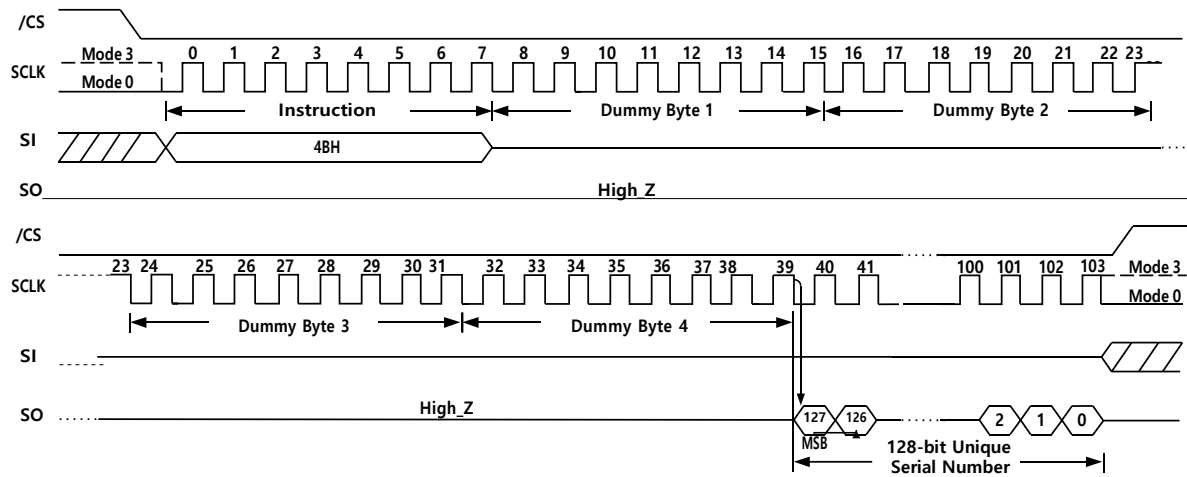 /CS
Mode 3 0 1 2 3 4 5 6 7 8 9 10 11 12 13 14 15 16 17 18 19 20 21 22 23
SCLK
Mode 0
Instruction Dummy Byte 1 Dummy Byte 2
SI 4BH
SO High_Z
/CS
23 24 25 26 27 28 29 30 31 32 33 34 35 36 37 38 39 40 41 100 101 102 103 Mode 3
SCLK
Mode 0
Dummy Byte 3 Dummy Byte 4
SI
SO High_Z 127 126 2 1 0
MSB
128-bit Unique
Serial Number